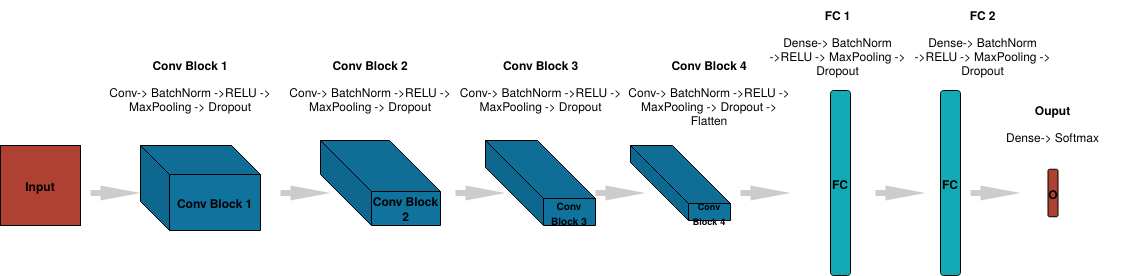 FC 1
Dense-> BatchNorm
->RELU -> MaxPooling ->
Dropout
FC 2
Dense-> BatchNorm
->RELU -> MaxPooling ->
Dropout
Conv Block 1
Conv-> BatchNorm ->RELU ->
MaxPooling -> Dropout
Conv Block 2
Conv-> BatchNorm ->RELU ->
MaxPooling -> Dropout
Conv Block 3
Conv-> BatchNorm ->RELU ->
MaxPooling -> Dropout
Conv Block 4
Conv-> BatchNorm ->RELU ->
MaxPooling -> Dropout ->
Flatten
Ouput
Dense-> Softmax
Input
Conv Block 1
Conv Block
2
Conv
Block 3
Conv
Block 4
FC
FC
O